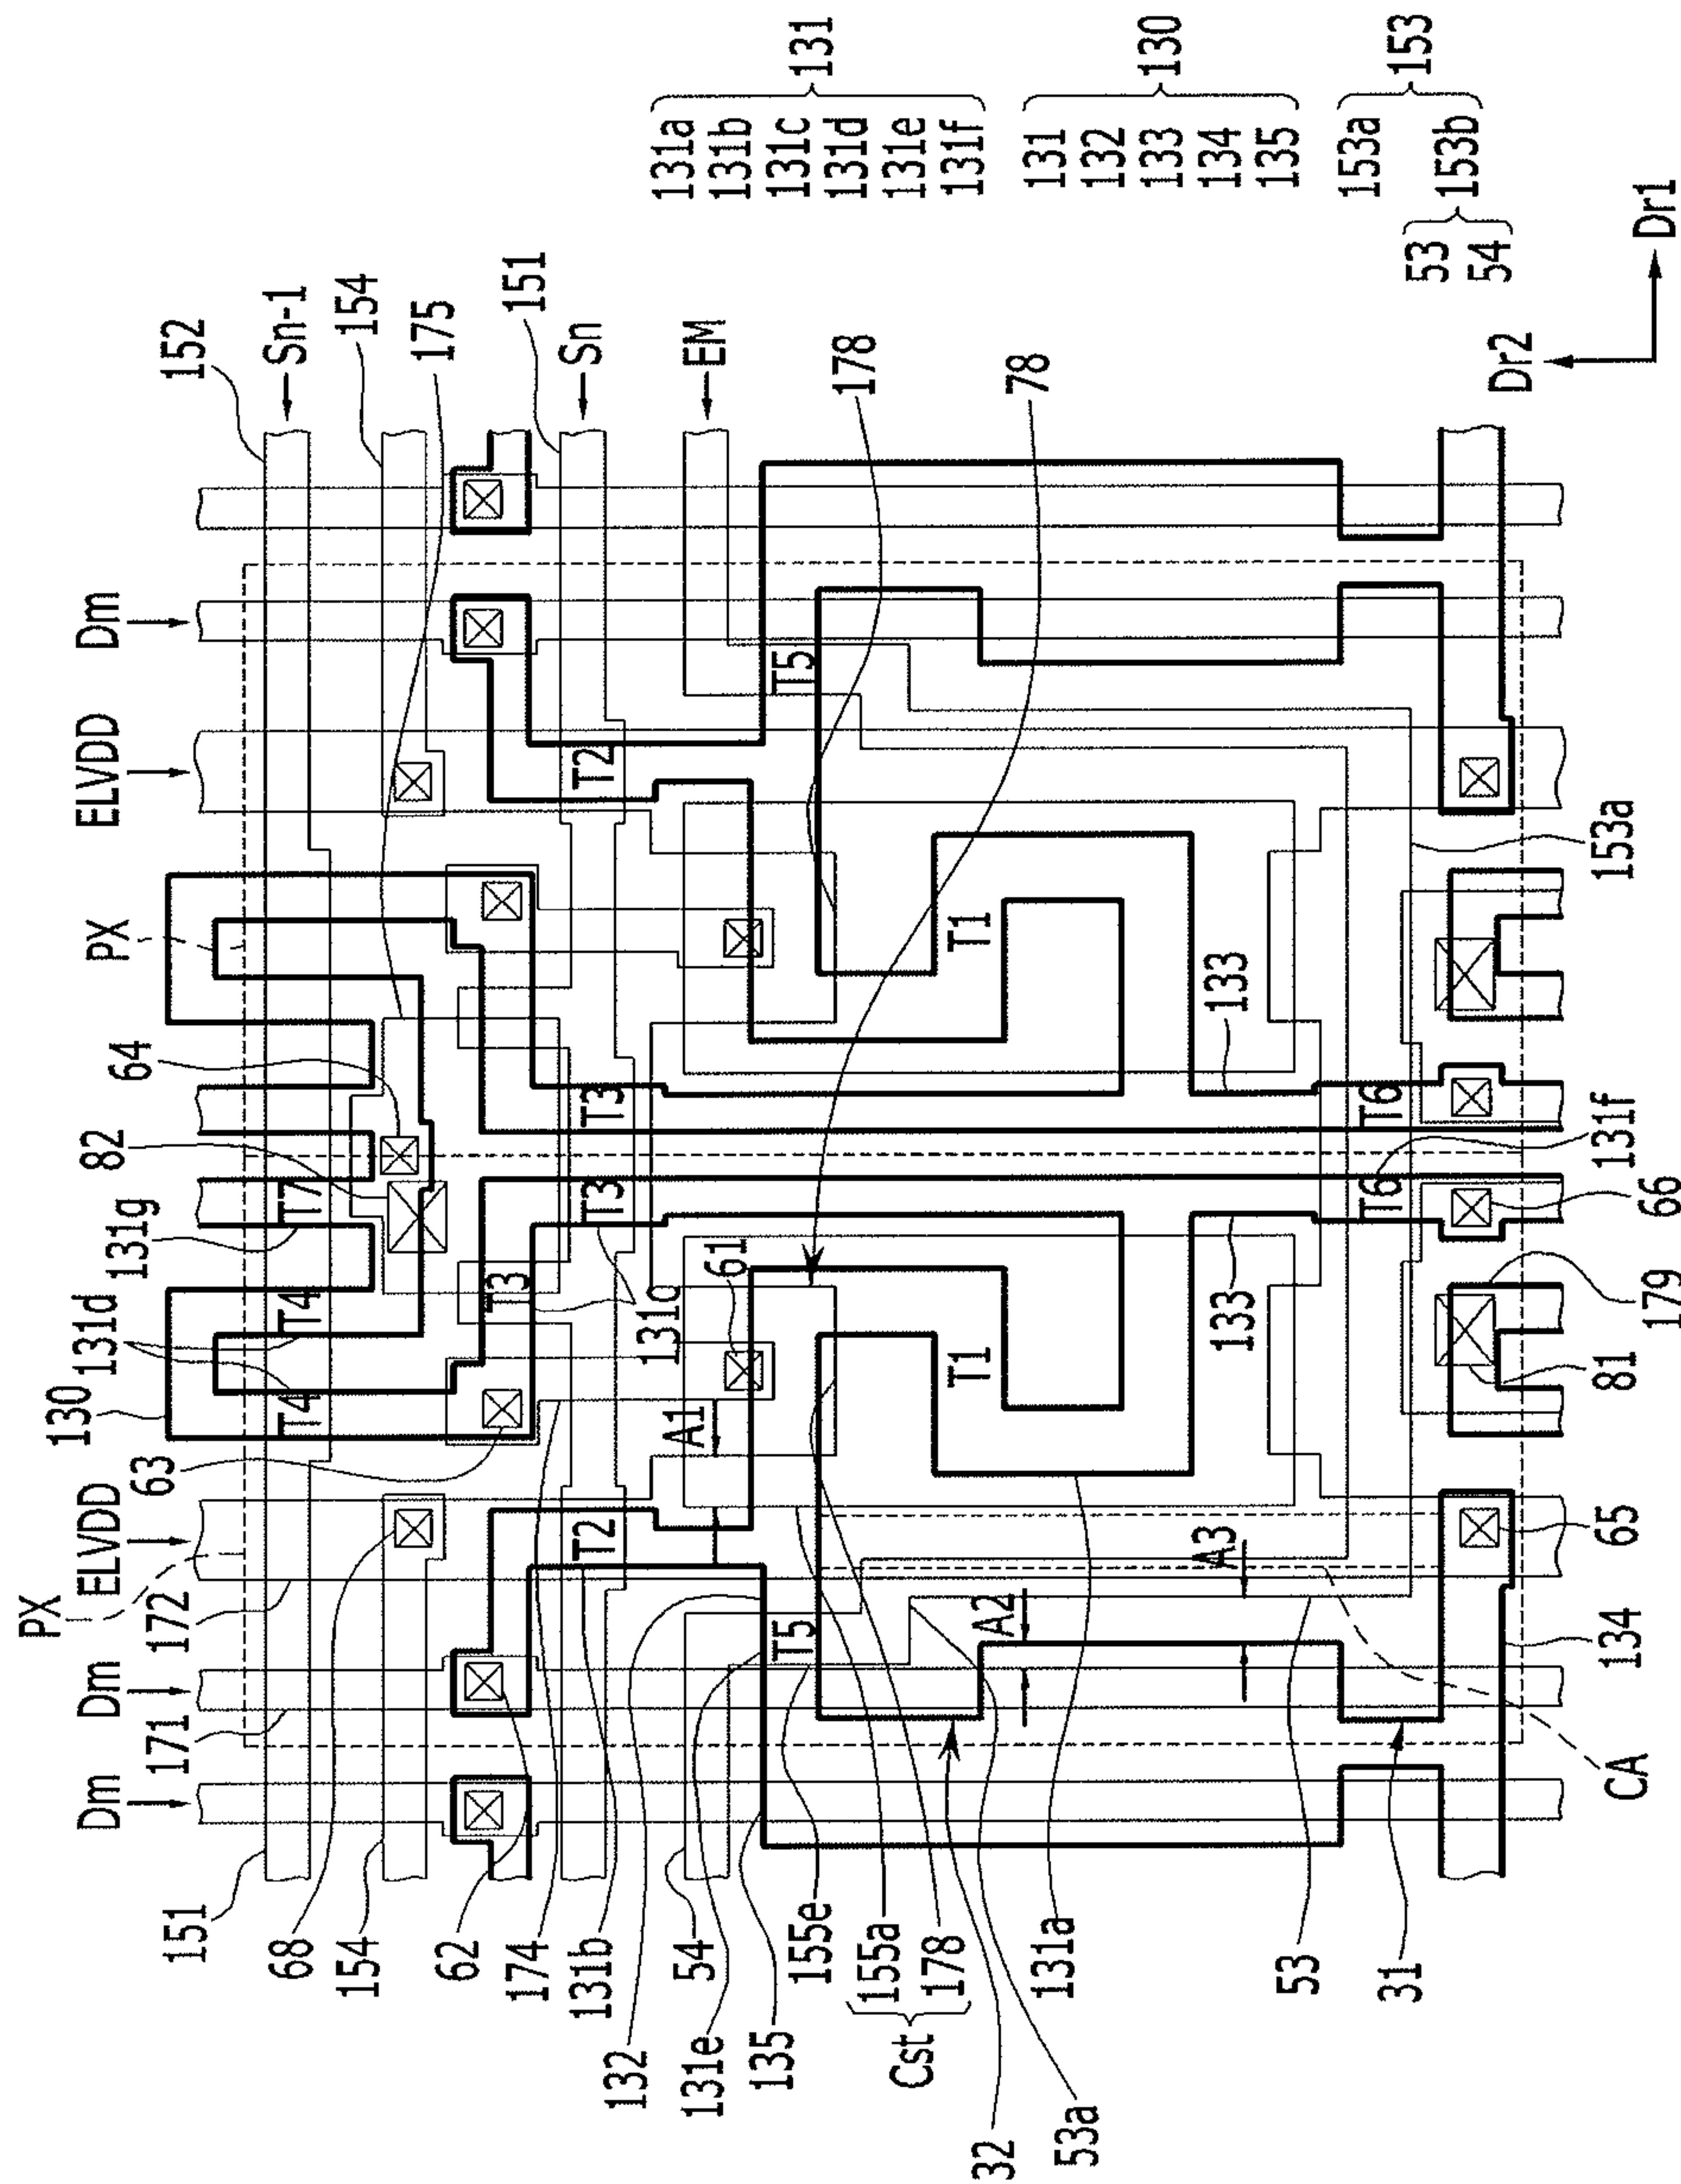 PX
Dm
Dm
ELVDD
PX
ELVDD
Dm
151
171
172
63
130
131d
131g
82
64
152
Sn-1
68
T4
T4
T7
154
154
175
62
174
131b
T2
T3
T3
T3
T2
151
Sn
132
54
A1
131c
61
EM
131e
135
T5
T5
178
155e
155a
178
Cst
78
32
53a
131a
A2
A3
T1
T1
53
31
133
133
CA
134
65
T6
T6
81
179
66
131f
153a
131a
131b
131c
131d
131e
131f
131
131
132
133
134
135
130
153a
153b
153
53
54
Dr2
Dr1